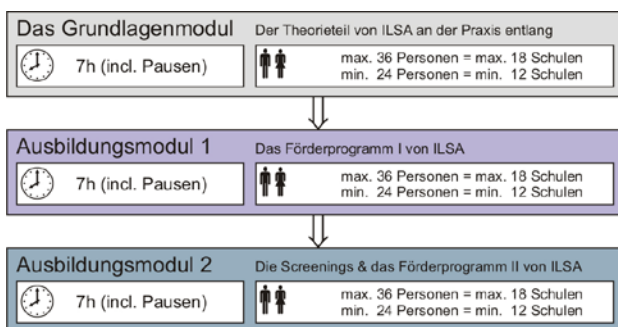 Das Grundlagenmodul Der Theorieteil von ILSA an der Praxis entlang
7h (incl. Pausen) max. 36 Personen = max. 18 Schulen
min. 24 Personen = min. 12 Schulen
Ausbildungsmodul 1 Das Förderprogramm I von ILSA
7h (incl. Pausen) max. 36 Personen = max. 18 Schulen
min. 24 Personen = min. 12 Schulen
Ausbildungsmodul 2 Die Screenings & das Förderprogramm II von ILSA
7h (incl. Pausen) max. 36 Personen = max. 18 Schulen
min. 24 Personen = min. 12 Schulen